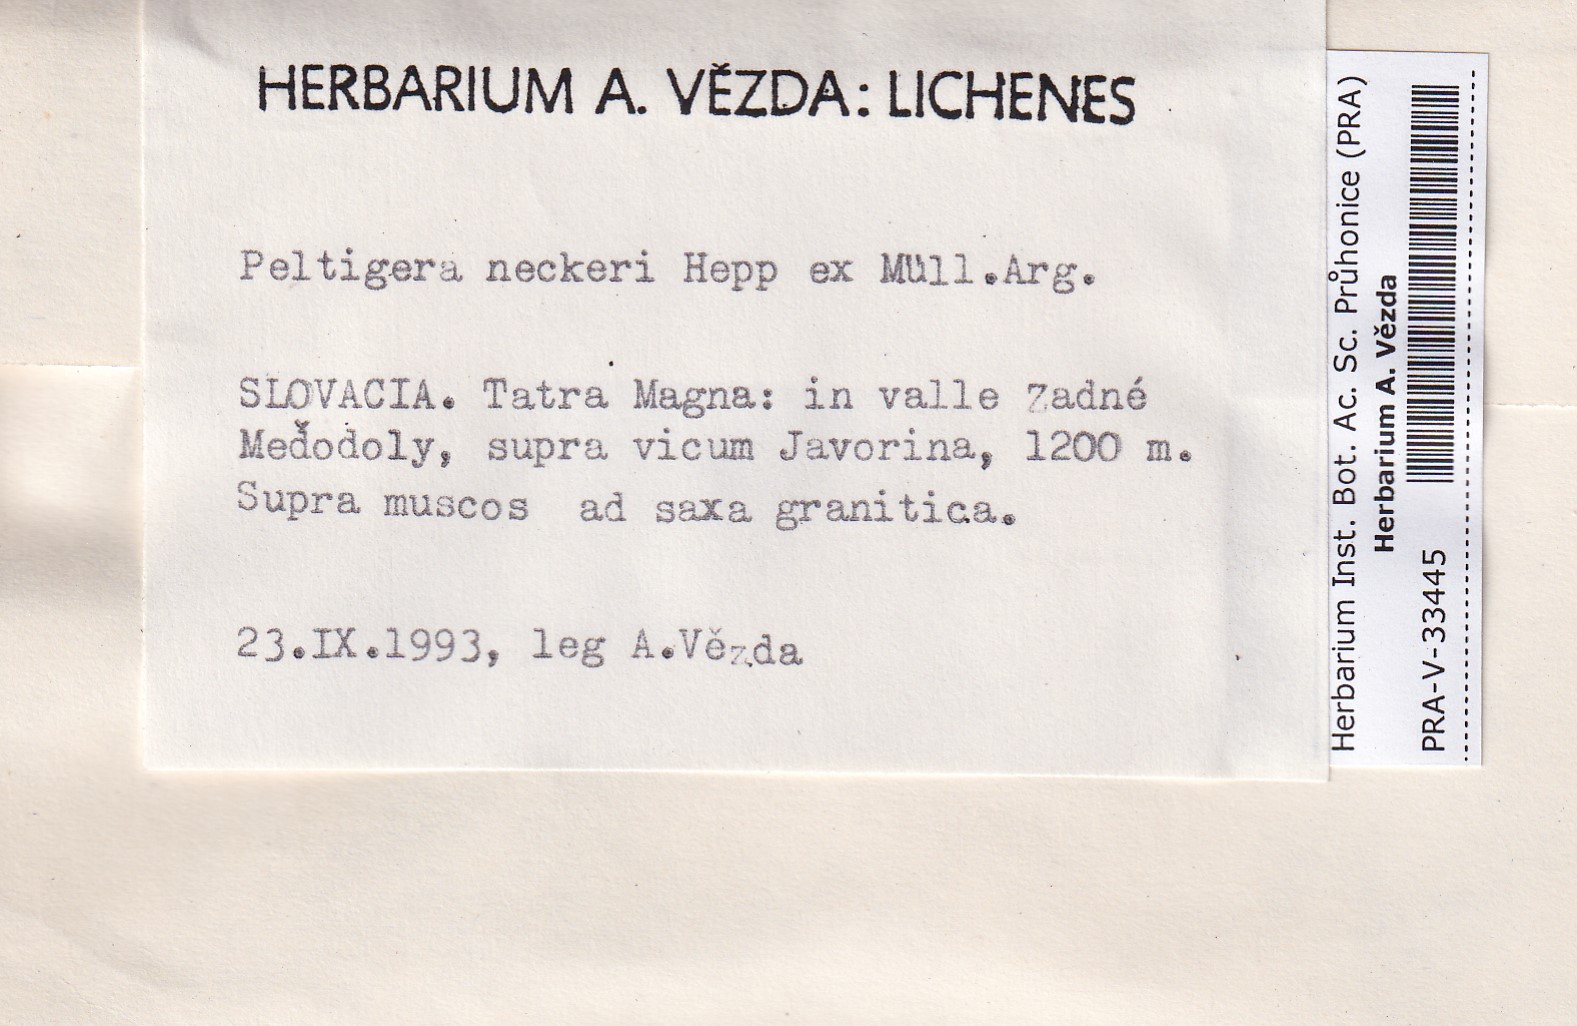 HERBARIUM A. VĚZDA: LICHENES
Peltigera neckeri Hepp ex Müll.Arg.
SLOVACIA. Tatra Magna: in valle Zadné
Meďodoly, supra vicum Javorina, 1200 m.
Supra muscos ad saxa granitica.
23.IX.1993, leg A.Vězda
Herbarium Inst. Bot. Ac. Sc. Průhonice (PRA)
Herbarium A. Vězda
PRA-V-33445